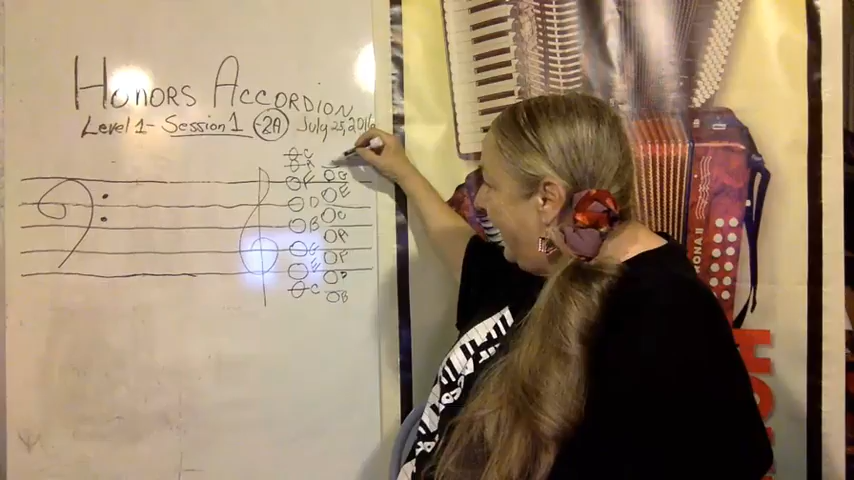 Honors Accordion
Level 1- Session 1 2A July 25, 2016
C
A
F G
D E
B C
G A
E F
C D
B